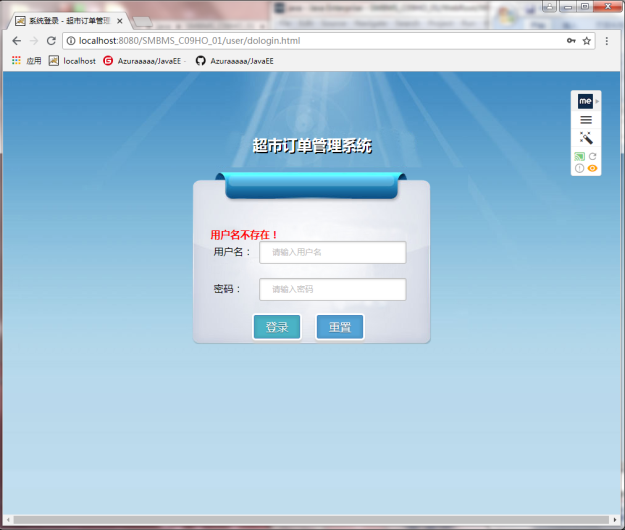 系统登录 - 超市订单管理
localhost:8080/SMBMS_C09HO_01/user/dologin.html
应用 localhost Azuraaaaa/JavaEE - Azuraaaaa/JavaEE
me
超市订单管理系统
用户名不存在！
用户名： 请输入用户名
密码： 请输入密码
登录 重置